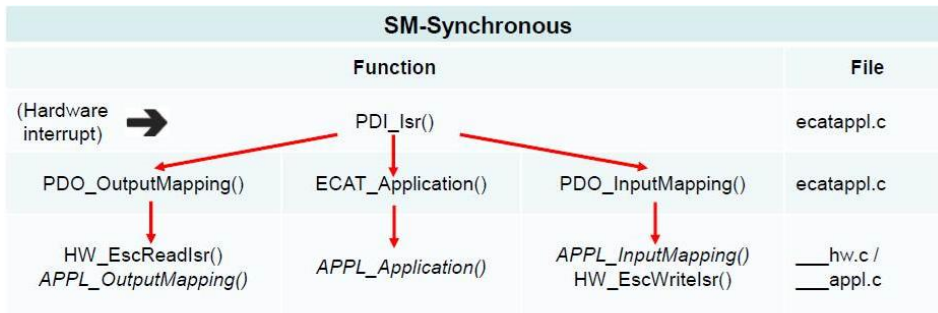 SM-Synchronous
Function File
(Hardware
interrupt) PDI_Isr() ecatappl.c
PDO_OutputMapping() ECAT_Application() PDO_InputMapping() ecatappl.c
HW_EscReadIsr() APPL_InputMapping() ___hw.c /
APPL_OutputMapping() APPL_Application() HW_EscWriteIsr() ___appl.c